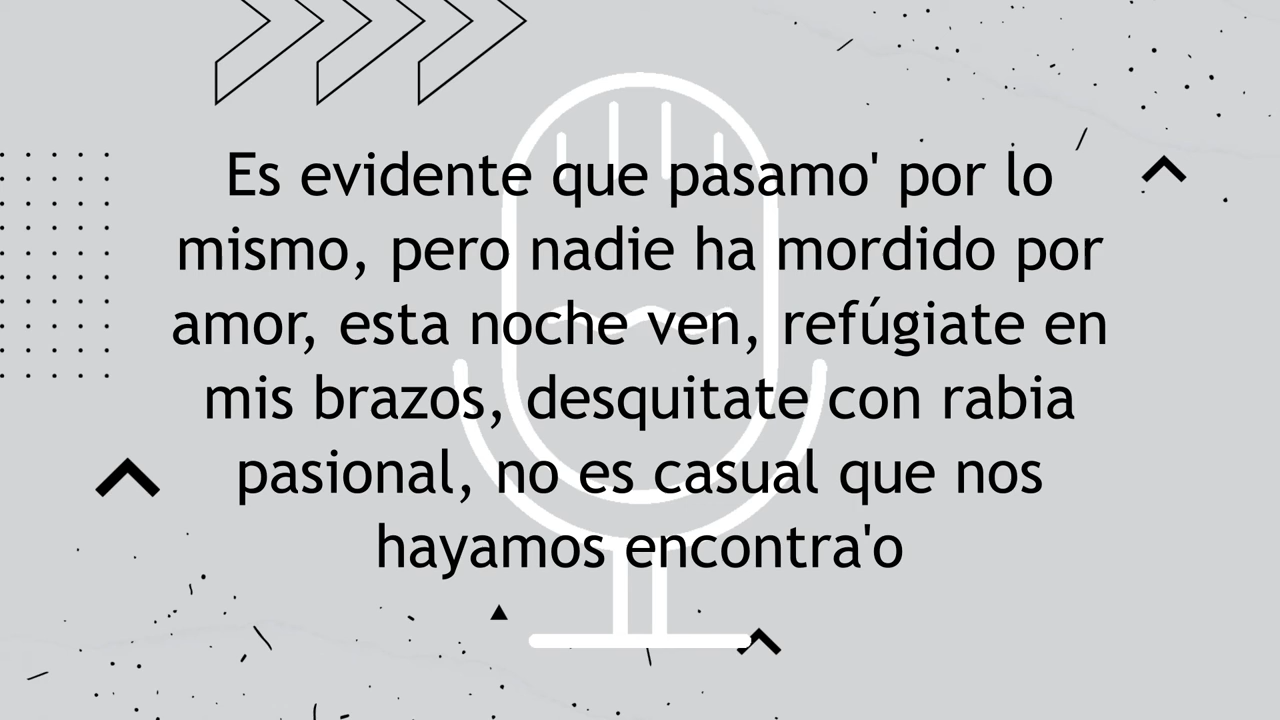 Es evidente que pasamo' por lo
mismo, pero nadie ha mordido por
amor, esta noche ven, refúgiate en
mis brazos, desquitate con rabia
pasional, no es casual que nos
hayamos encontra'o